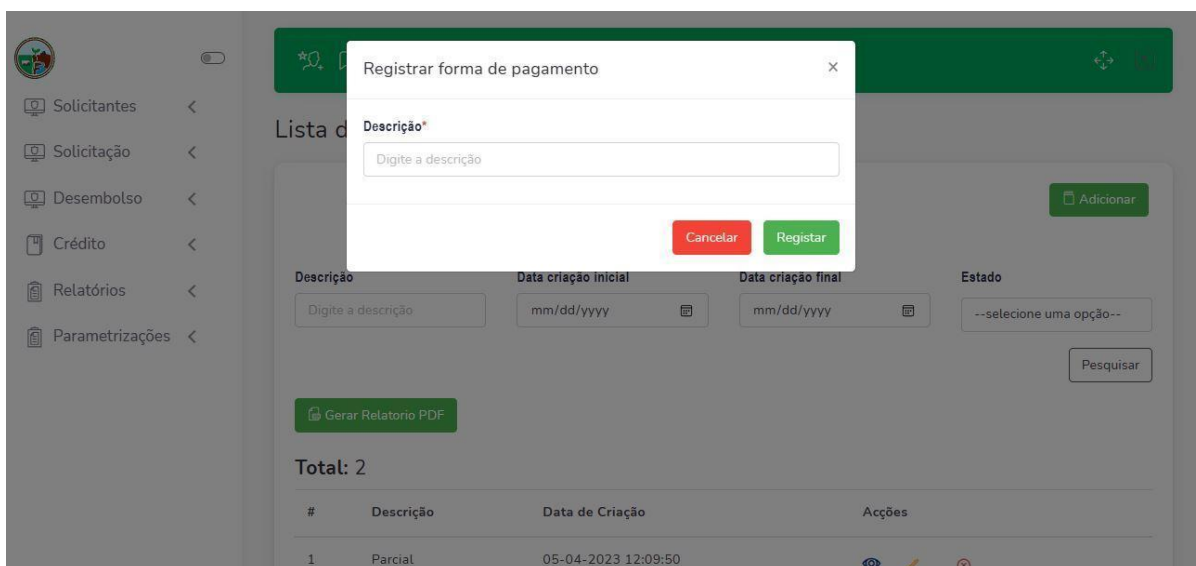 Registrar forma de pagamento ×
Descrição*
Digite a descrição
Cancelar Registar
Solicitantes
Solicitação
Desembolso
Crédito
Relatórios
Parametrizações
Lista d
Adicionar
Descrição Data criação inicial Data criação final Estado
Digite a descrição mm/dd/yyyy mm/dd/yyyy --selecione uma opção--
Pesquisar
Gerar Relatorio PDF
Total: 2
# Descrição Data de Criação Acções
1 Parcial 05-04-2023 12:09:50